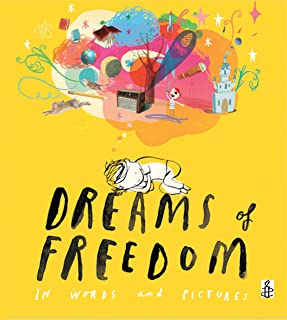 DREAMS of
FREEDOM
IN WORDS and PICTURES